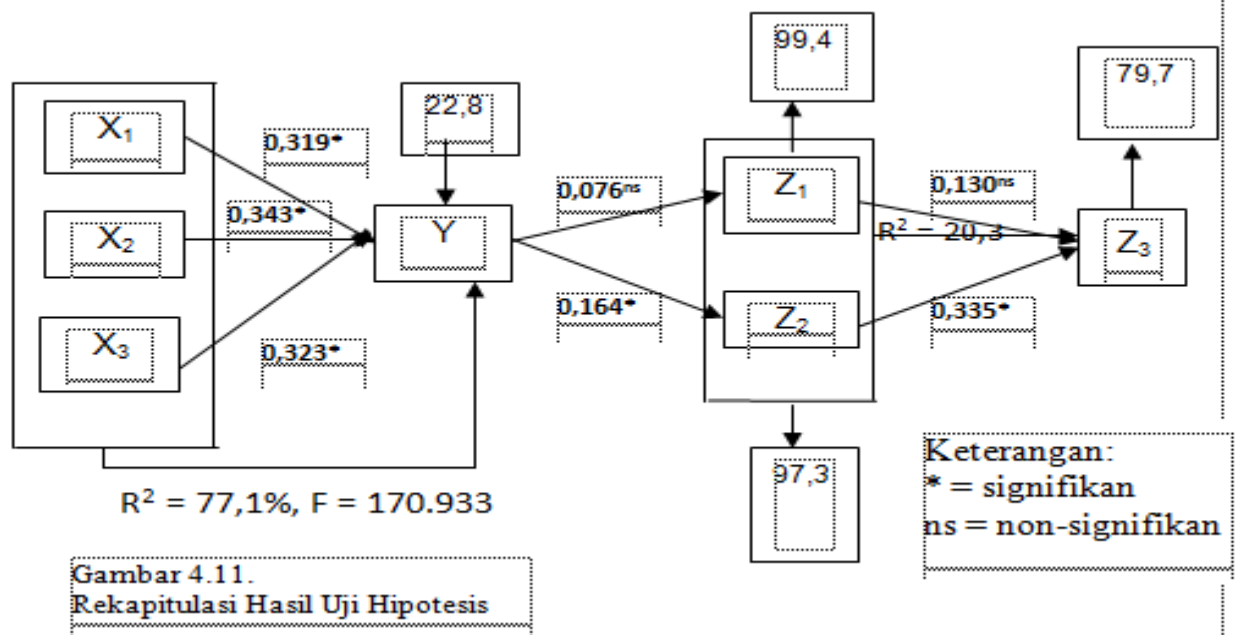 X₁
X₂
X₃
0,319*
0,343*
0,323*
22,8
Y
R² = 77,1%, F = 170.933
0,076ⁿˢ
0,164*
99,4
Z₁
Z₂
97,3
0,130ⁿˢ
R² = 20,3
0,335*
79,7
Z₃
Keterangan:
* = signifikan
ns = non-signifikan
Gambar 4.11.
Rekapitulasi Hasil Uji Hipotesis